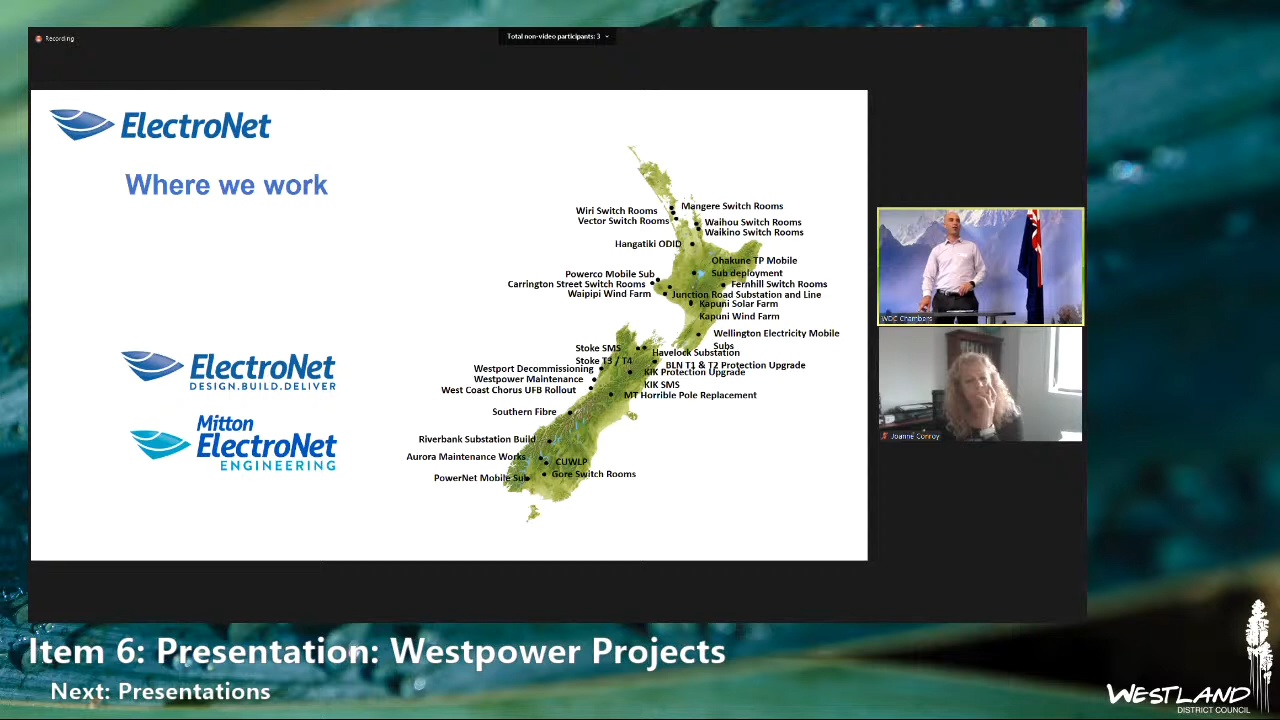 Recording
Total non-video participants: 3
ElectroNet
Where we work
Mangere Switch Rooms
Wiri Switch Rooms
Vector Switch Rooms
Waihou Switch Rooms
Waikino Switch Rooms
Hangatiki ODID
Ohakune TP Mobile
Sub deployment
Powerco Mobile Sub
Carrington Street Switch Rooms
Fernhill Switch Rooms
Waipipi Wind Farm
Junction Road Substation and Line
Kapuni Solar Farm
Kapuni Wind Farm
Wellington Electricity Mobile
Subs
Stoke SMS
Havelock Substation
Stoke T3 / T4
BLN T1 & T2 Protection Upgrade
Westport Decommissioning
KIK Protection Upgrade
Westpower Maintenance
KIK SMS
West Coast Chorus UFB Rollout
MT Horrible Pole Replacement
Southern Fibre
Riverbank Substation Build
Aurora Maintenance Works
CUWLP
Gore Switch Rooms
PowerNet Mobile Sub
ElectroNet
DESIGN.BUILD.DELIVER
Mitton
ElectroNet
ENGINEERING
WDC Chambers
Joanne Conroy
Item 6: Presentation: Westpower Projects
Next: Presentations
WESTLAND
DISTRICT COUNCIL